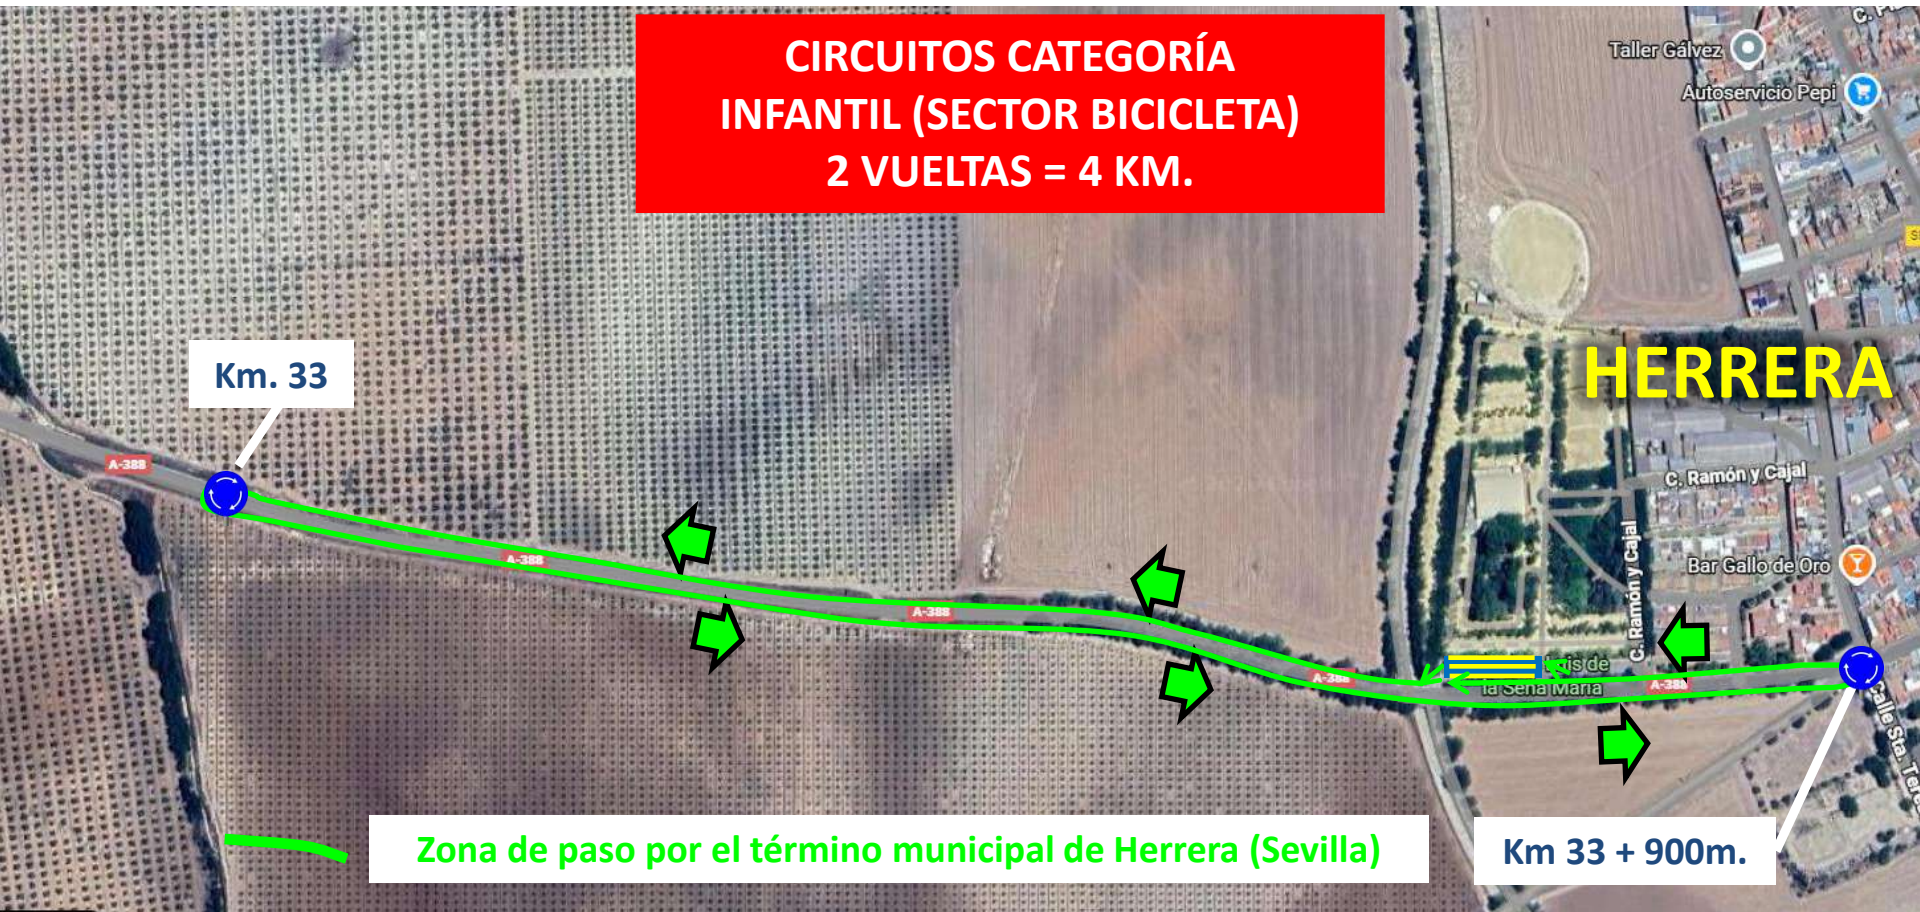 CIRCUITOS CATEGORÍA
INFANTIL (SECTOR BICICLETA)
2 VUELTAS = 4 KM.
Taller Gálvez
Autoservicio Pepi
HERRERA
Km. 33
A-388
C. Ramón y Cajal
A-388
C. Ramón y Cajal
Bar Gallo de Oro
A-388
A-388
A-388
la Seña María
Calle Sta.
Zona de paso por el término municipal de Herrera (Sevilla)
Km 33 + 900m.